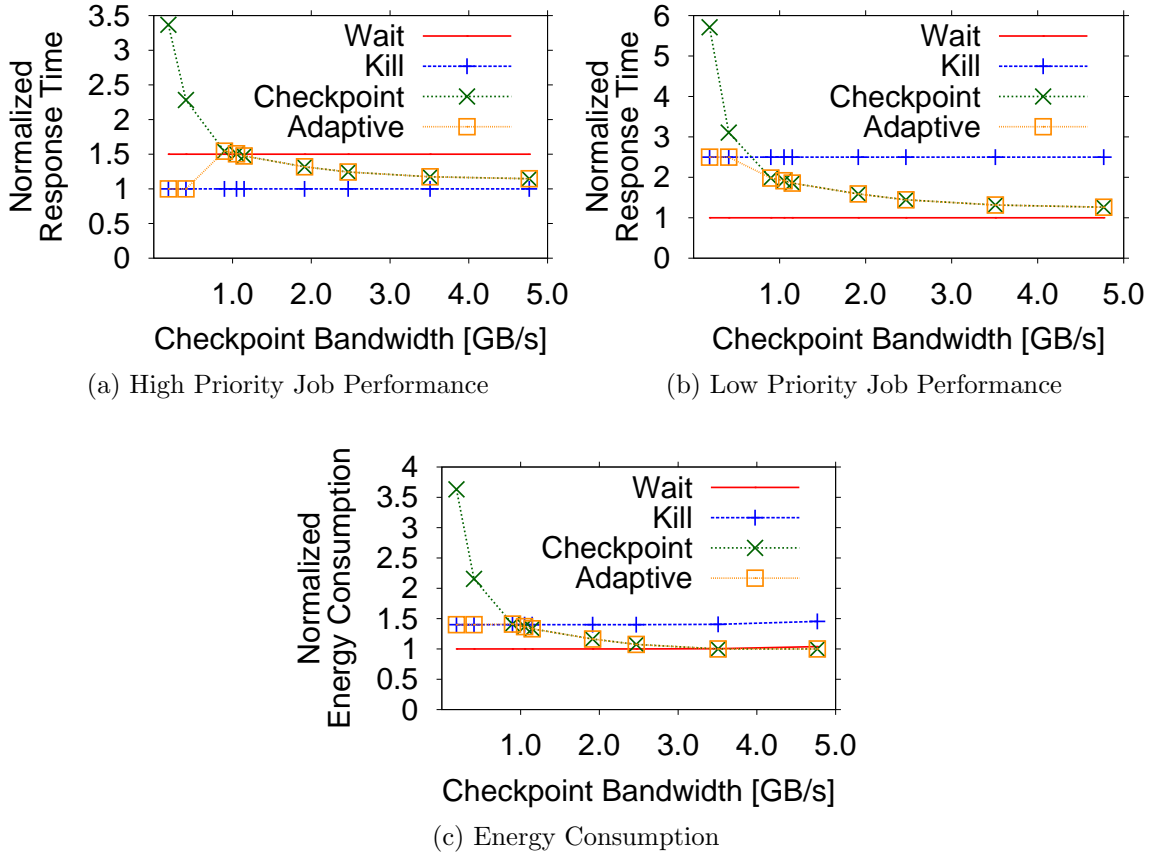 Normalized
Response Time
3.5
3
2.5
2
1.5
1
0.5
0
Wait
Kill
Checkpoint
Adaptive
1.0 2.0 3.0 4.0 5.0
Checkpoint Bandwidth [GB/s]
(a) High Priority Job Performance
Normalized
Response Time
6
5
4
3
2
1
0
Wait
Kill
Checkpoint
Adaptive
1.0 2.0 3.0 4.0 5.0
Checkpoint Bandwidth [GB/s]
(b) Low Priority Job Performance
Normalized
Energy Consumption
4
3.5
3
2.5
2
1.5
1
0.5
0
Wait
Kill
Checkpoint
Adaptive
1.0 2.0 3.0 4.0 5.0
Checkpoint Bandwidth [GB/s]
(c) Energy Consumption